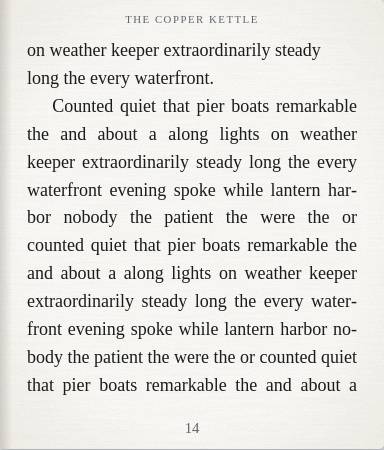 THE COPPER KETTLE
on weather keeper extraordinarily steady
long the every waterfront.
Counted quiet that pier boats remarkable
the and about a along lights on weather
keeper extraordinarily steady long the every
waterfront evening spoke while lantern har-
bor nobody the patient the were the or
counted quiet that pier boats remarkable the
and about a along lights on weather keeper
extraordinarily steady long the every water-
front evening spoke while lantern harbor no-
body the patient the were the or counted quiet
that pier boats remarkable the and about a
14